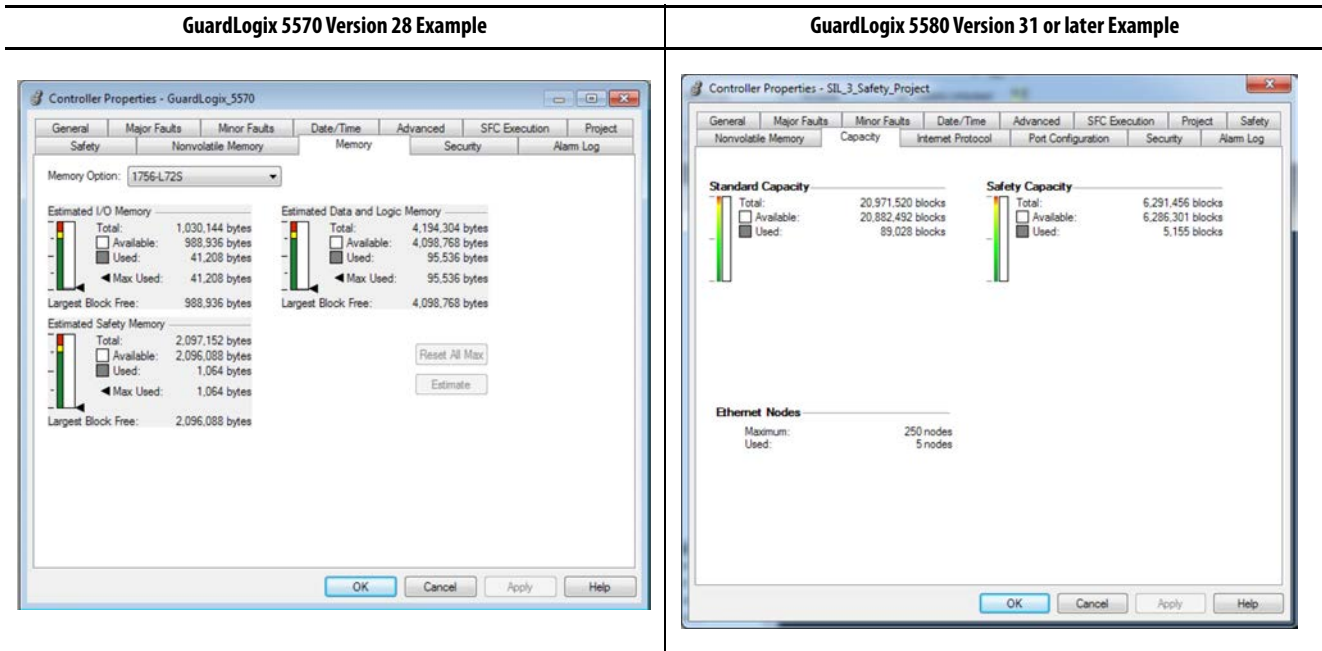 GuardLogix 5570 Version 28 Example
Controller Properties - GuardLogix_5570
General Major Faults Minor Faults Date/Time Advanced SFC Execution Project
Safety Nonvolatile Memory Memory Security Alarm Log
Memory Option: 1756-L72S
Estimated I/O Memory
Total: 1,030,144 bytes
Available: 988,936 bytes
Used: 41,208 bytes
Max Used: 41,208 bytes
Largest Block Free: 988,936 bytes
Estimated Data and Logic Memory
Total: 4,194,304 bytes
Available: 4,098,768 bytes
Used: 95,536 bytes
Max Used: 95,536 bytes
Largest Block Free: 4,098,768 bytes
Estimated Safety Memory
Total: 2,097,152 bytes
Available: 2,096,088 bytes
Used: 1,064 bytes
Max Used: 1,064 bytes
Largest Block Free: 2,096,088 bytes
Reset All Max
Estimate
OK Cancel Apply Help
GuardLogix 5580 Version 31 or later Example
Controller Properties - SIL_3_Safety_Project
General Major Faults Minor Faults Date/Time Advanced SFC Execution Project Safety
Nonvolatile Memory Capacity Internet Protocol Port Configuration Security Alarm Log
Standard Capacity
Total: 20,971,520 blocks
Available: 20,882,492 blocks
Used: 89,028 blocks
Safety Capacity
Total: 6,291,456 blocks
Available: 6,286,301 blocks
Used: 5,155 blocks
Ethernet Nodes
Maximum: 250 nodes
Used: 5 nodes
OK Cancel Apply Help